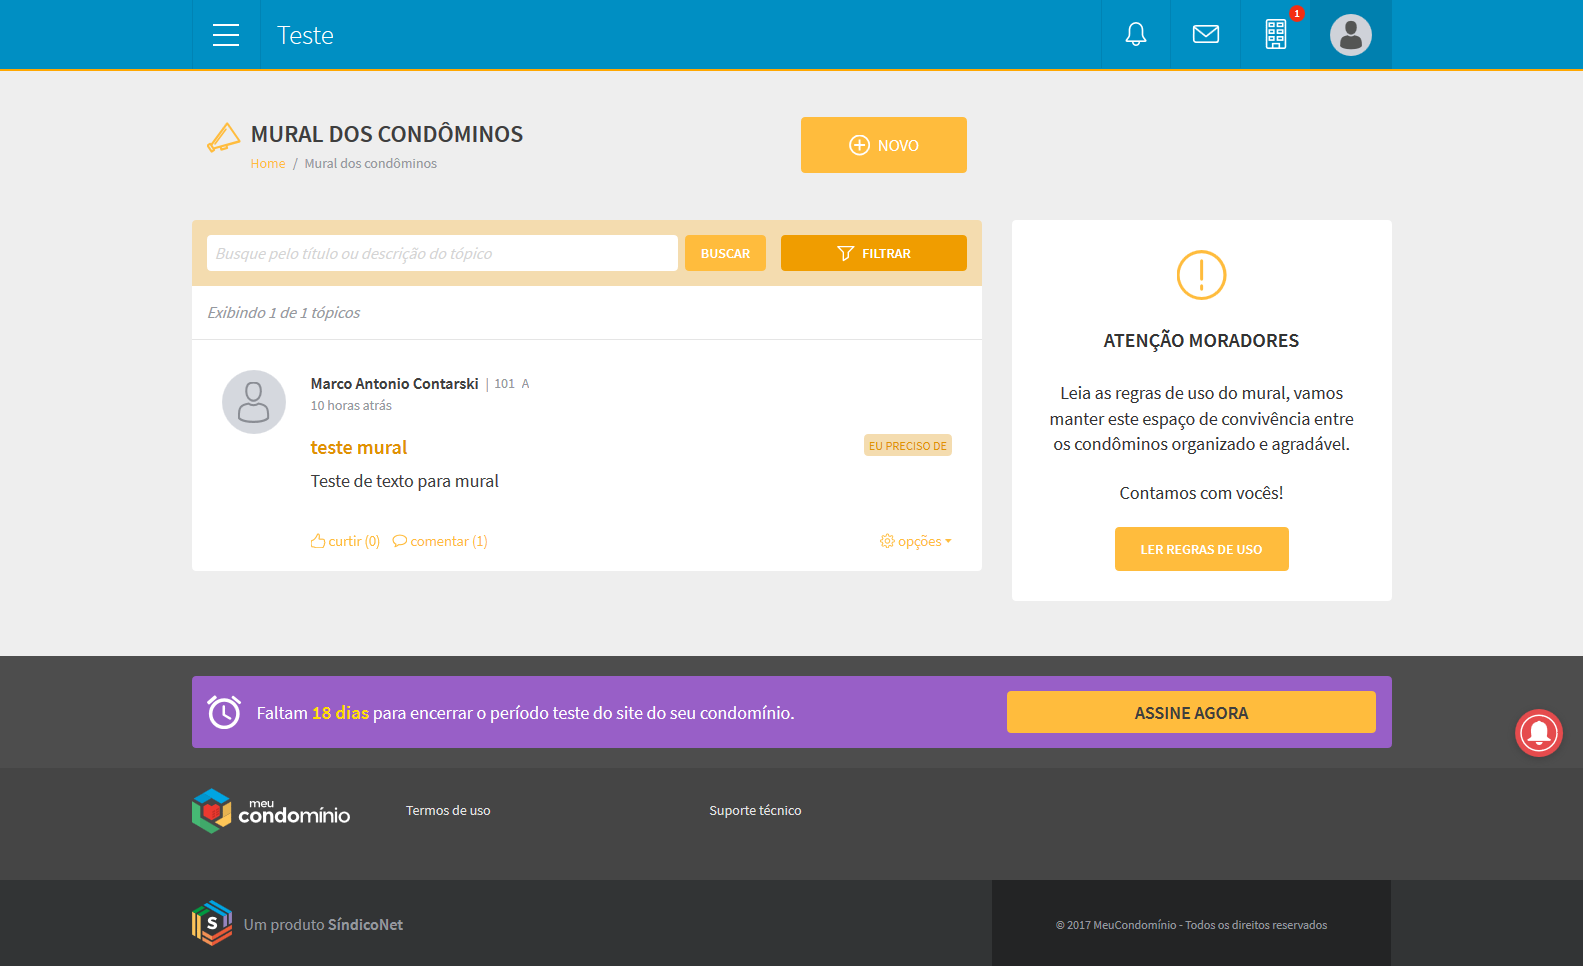 Teste
1
MURAL DOS CONDÔMINOS
Home / Mural dos condôminos
NOVO
Busque pelo título ou descrição do tópico
BUSCAR
FILTRAR
Exibindo 1 de 1 tópicos
Marco Antonio Contarski | 101 A
10 horas atrás
teste mural
EU PRECISO DE
Teste de texto para mural
curtir (0)
comentar (1)
opções
ATENÇÃO MORADORES
Leia as regras de uso do mural, vamos
manter este espaço de convivência entre
os condôminos organizado e agradável.
Contamos com vocês!
LER REGRAS DE USO
Faltam 18 dias para encerrar o período teste do site do seu condomínio.
ASSINE AGORA
meu
condomínio
Termos de uso
Suporte técnico
S
Um produto SíndicoNet
© 2017 MeuCondomínio - Todos os direitos reservados